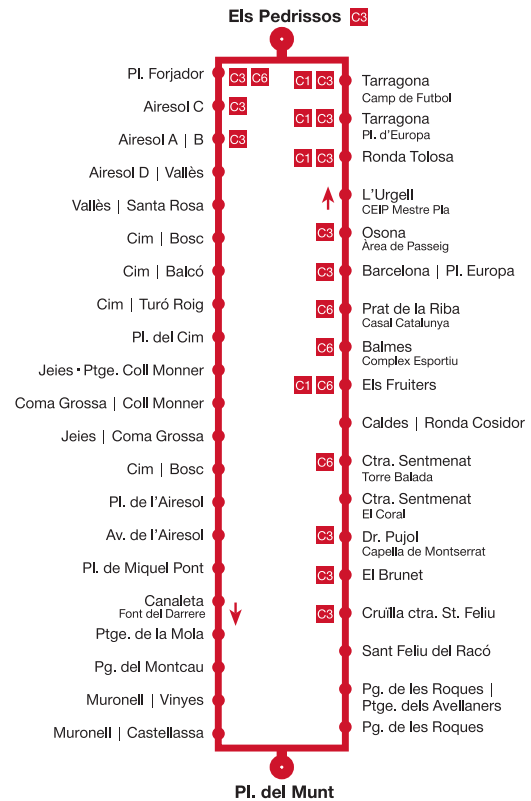 Els Pedrissos C3
Pl. Forjador C3 C6
Airesol C C3
Airesol A | B C3
Airesol D | Vallès
Vallès | Santa Rosa
Cim | Bosc
Cim | Balcó
Cim | Turó Roig
Pl. del Cim
Jeies · Ptge. Coll Monner
Coma Grossa | Coll Monner
Jeies | Coma Grossa
Cim | Bosc
Pl. de l'Airesol
Av. de l'Airesol
Pl. de Miquel Pont
Canaleta
Font del Darrere
Ptge. de la Mola
Pg. del Montcau
Muronell | Vinyes
Muronell | Castellassa
C1 C3 Tarragona
Camp de Futbol
C1 C3 Tarragona
Pl. d'Europa
C1 C3 Ronda Tolosa
L'Urgell
CEIP Mestre Pla
C3 Osona
Àrea de Passeig
C3 Barcelona | Pl. Europa
C6 Prat de la Riba
Casal Catalunya
C6 Balmes
Complex Esportiu
C1 C6 Els Fruiters
Caldes | Ronda Cosidor
C6 Ctra. Sentmenat
Torre Balada
Ctra. Sentmenat
El Coral
C3 Dr. Pujol
Capella de Montserrat
C3 El Brunet
C3 Cruïlla ctra. St. Feliu
Sant Feliu del Racó
Pg. de les Roques |
Ptge. dels Avellaners
Pg. de les Roques
Pl. del Munt